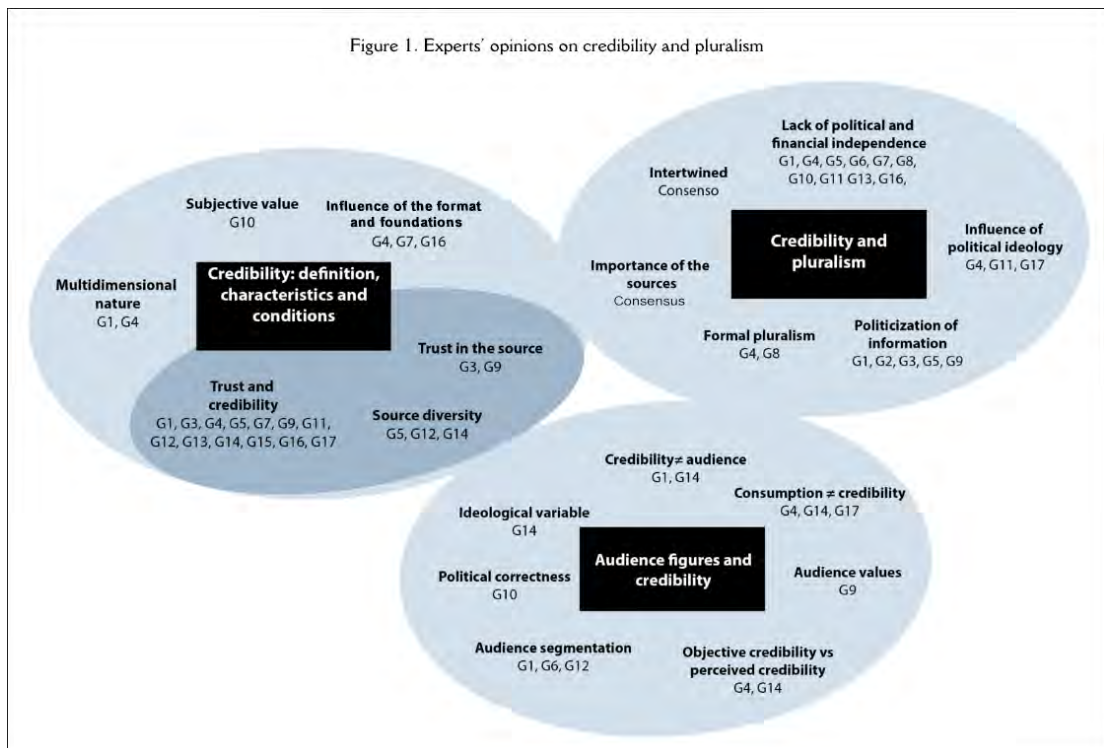 Figure 1. Experts' opinions on credibility and pluralism
Subjective value
G10
Influence of the format
and foundations
G4, G7, G16
Multidimensional
nature
G1, G4
Credibility: definition,
characteristics and
conditions
Trust in the source
G3, G9
Trust and
credibility
G1, G3, G4, G5, G7, G9, G11,
G12, G13, G14, G15, G16, G17
Source diversity
G5, G12, G14
Lack of political and
financial independence
G1, G4, G5, G6, G7, G8,
G10, G11 G13, G16,
Intertwined
Consenso
Credibility and
pluralism
Influence of
political ideology
G4, G11, G17
Importance of the
sources
Consensus
Formal pluralism
G4, G8
Politicization of
information
G1, G2, G3, G5, G9
Credibility≠ audience
G1, G14
Consumption ≠ credibility
G4, G14, G17
Ideological variable
G14
Audience figures and
credibility
Political correctness
G10
Audience values
G9
Audience segmentation
G1, G6, G12
Objective credibility vs
perceived credibility
G4, G14